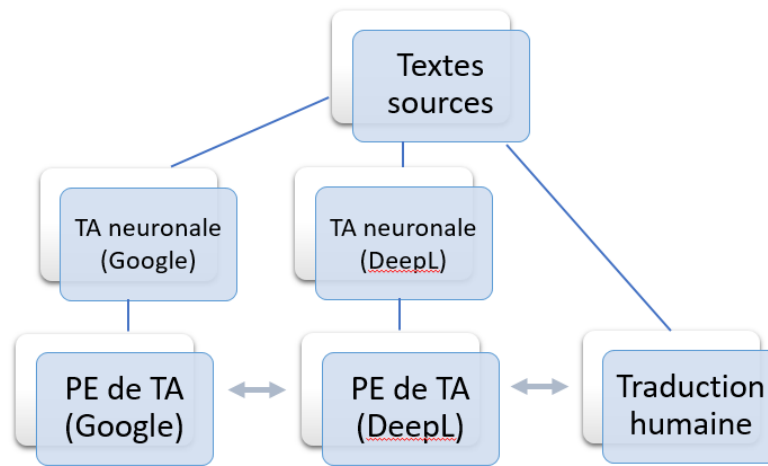 Textes
sources
TA neuronale
(Google)
TA neuronale
(DeepL)
PE de TA
(Google)
PE de TA
(DeepL)
Traduction
humaine